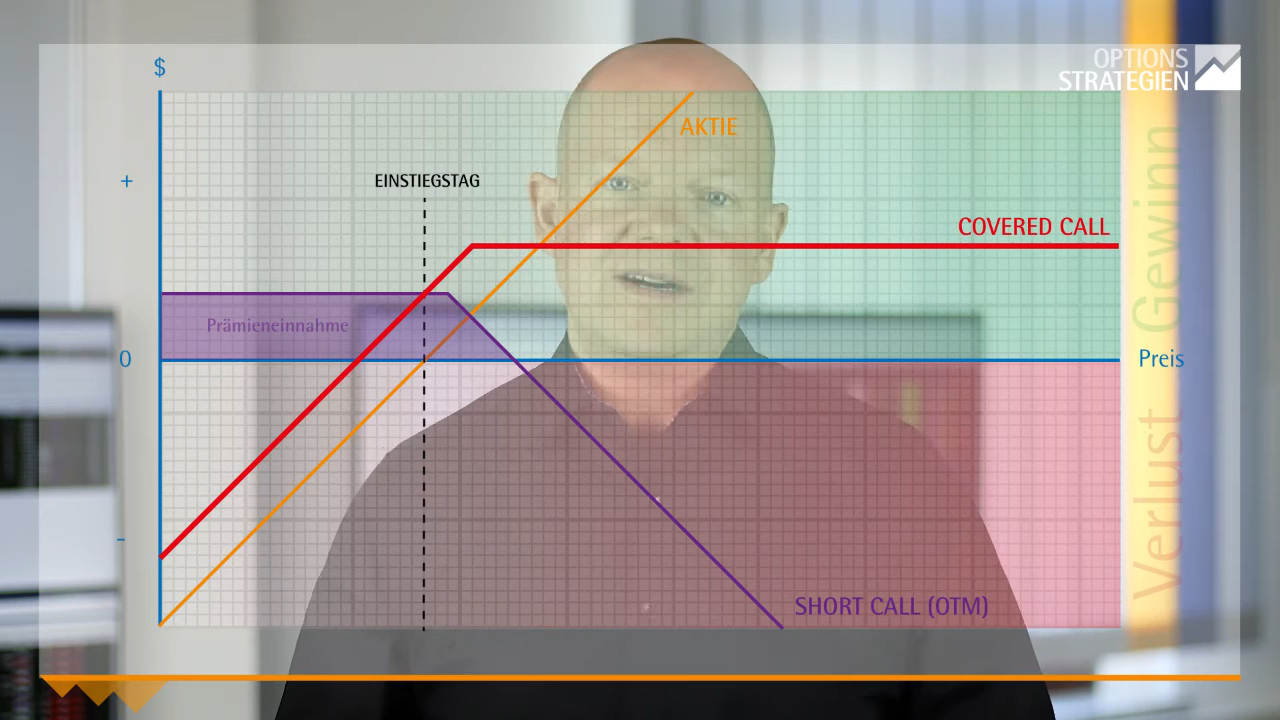 OPTIONS
STRATEGIEN
$
AKTIE
+
EINSTIEGSTAG
COVERED CALL
Gewinn
Prämieneinnahme
0
Preis
Verlust
-
SHORT CALL (OTM)